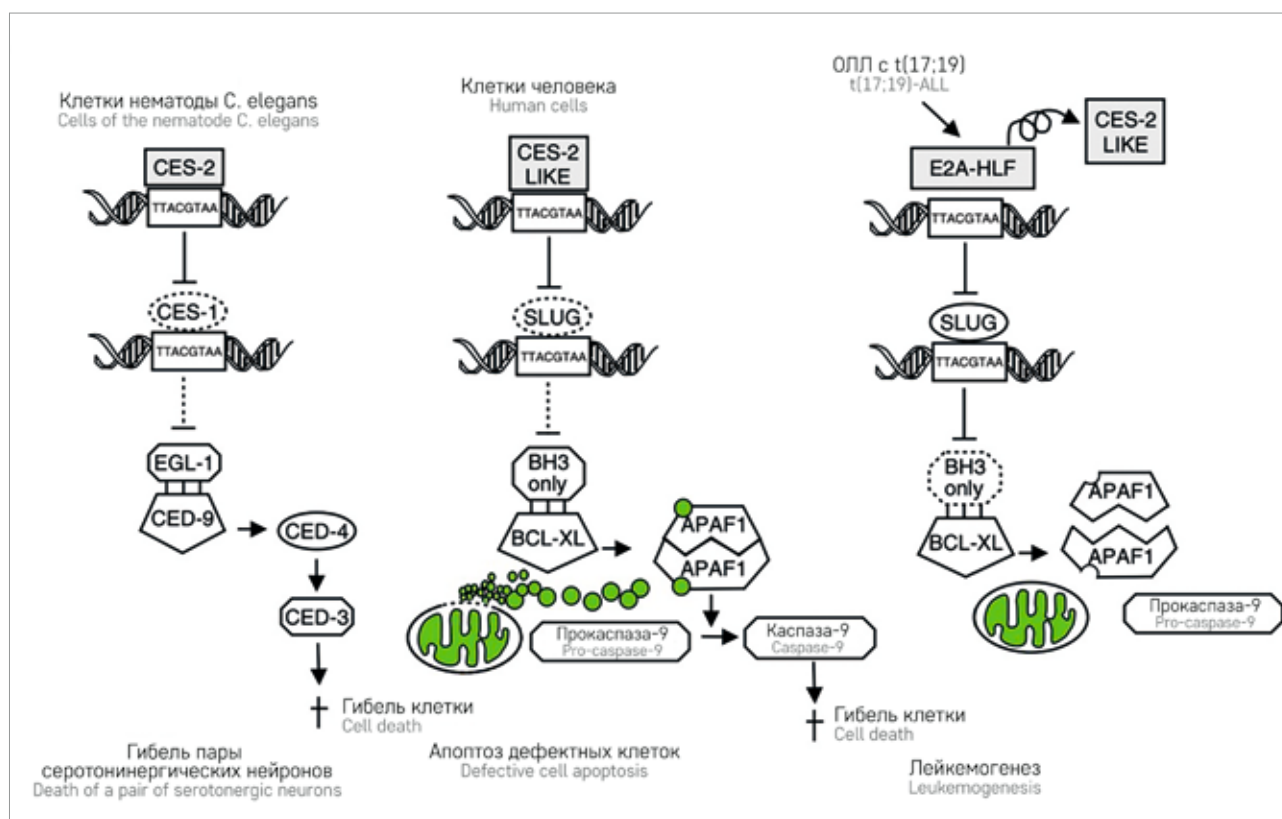 Клетки нематоды C. elegans
Cells of the nematode C. elegans
CES-2
TTACGTAA
CES-1
TTACGTAA
EGL-1
CED-9
CED-4
CED-3
Гибель клетки
Cell death
Гибель пары
серотонинергических нейронов
Death of a pair of serotonergic neurons
Клетки человека
Human cells
CES-2
LIKE
TTACGTAA
SLUG
TTACGTAA
BH3
only
BCL-XL
APAF1
APAF1
Прокаспаза-9
Pro-caspase-9
Каспаза-9
Caspase-9
Гибель клетки
Cell death
Апоптоз дефектных клеток
Defective cell apoptosis
ОЛЛ с t(17;19)
t(17;19)-ALL
E2A-HLF
CES-2
LIKE
TTACGTAA
SLUG
TTACGTAA
BH3
only
BCL-XL
APAF1
APAF1
Прокаспаза-9
Pro-caspase-9
Лейкемогенез
Leukemogenesis